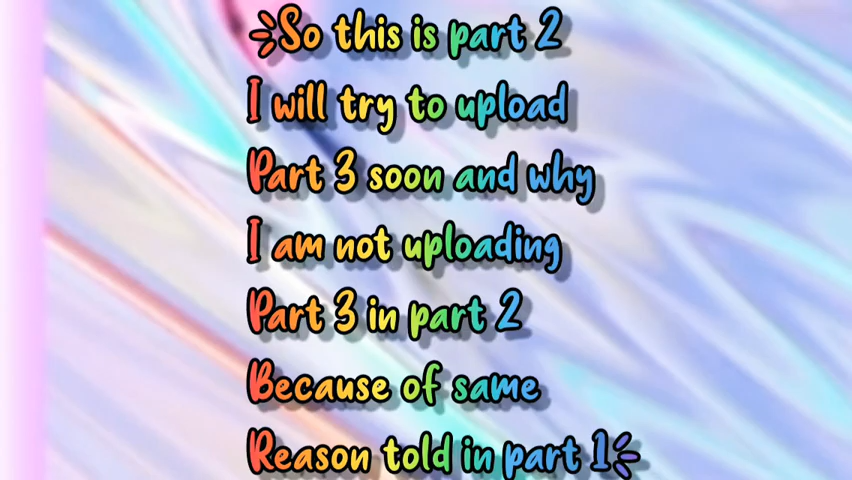 So this is part 2
I will try to upload
Part 3 soon and why
I am not uploading
Part 3 in part 2
Because of same
Reason told in part 1